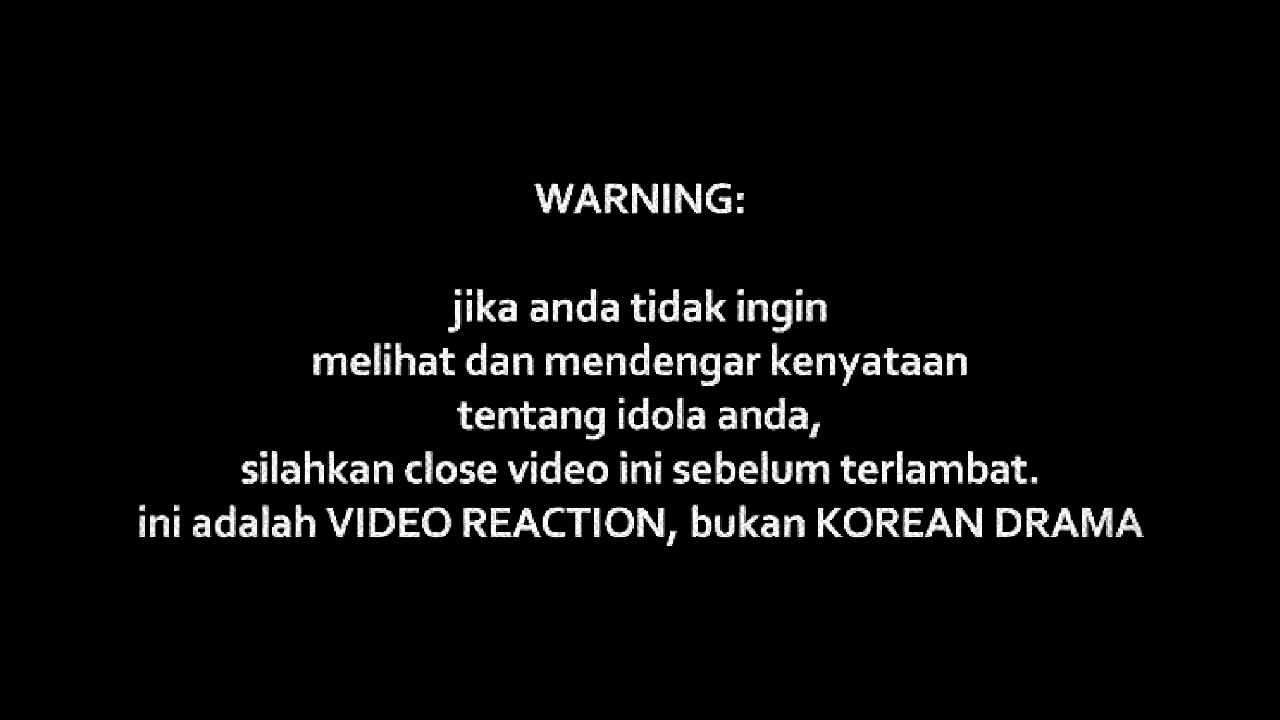 WARNING:
jika anda tidak ingin
melihat dan mendengar kenyataan
tentang idola anda,
silahkan close video ini sebelum terlambat.
ini adalah VIDEO REACTION, bukan KOREAN DRAMA